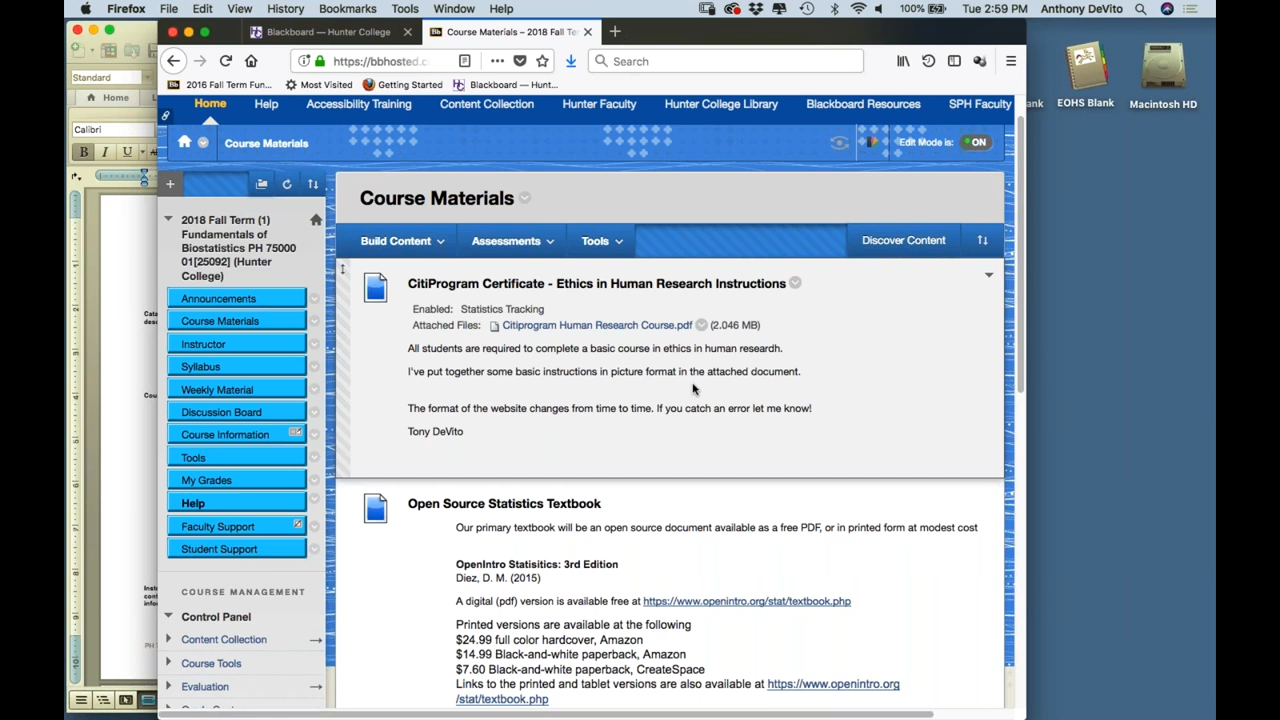 Firefox File Edit View History Bookmarks Tools Window Help 100% Tue 2:59 PM Anthony DeVito
Blackboard — Hunter College
Course Materials – 2018 Fall Te
https://bbhosted.c
Search
2016 Fall Term Fun...
Most Visited
Getting Started
Blackboard — Hunt...
Standard
Home
Calibri
B I U
EOHS Blank
Macintosh HD
Home Help Accessibility Training Content Collection Hunter Faculty Hunter College Library Blackboard Resources SPH Faculty
Course Materials
Edit Mode is: ON
2018 Fall Term (1)
Fundamentals of
Biostatistics PH 75000
01[25092] (Hunter
College)
Announcements
Course Materials
Instructor
Syllabus
Weekly Material
Discussion Board
Course Information
Tools
My Grades
Help
Faculty Support
Student Support
COURSE MANAGEMENT
Control Panel
Content Collection
Course Tools
Evaluation
Course Materials
Build Content Assessments Tools Discover Content
CitiProgram Certificate - Ethics in Human Research Instructions
Enabled: Statistics Tracking
Attached Files: Citiprogram Human Research Course.pdf (2.046 MB)
All students are required to complete a basic course in ethics in human research.
I've put together some basic instructions in picture format in the attached document.
The format of the website changes from time to time. If you catch an error let me know!
Tony DeVito
Open Source Statistics Textbook
Our primary textbook will be an open source document available as a free PDF, or in printed form at modest cost
OpenIntro Statisitics: 3rd Edition
Diez, D. M. (2015)
A digital (pdf) version is available free at https://www.openintro.org/stat/textbook.php
Printed versions are available at the following
$24.99 full color hardcover, Amazon
$14.99 Black-and-white paperback, Amazon
$7.60 Black-and-white paperback, CreateSpace
Links to the printed and tablet versions are also available at https://www.openintro.org
/stat/textbook.php